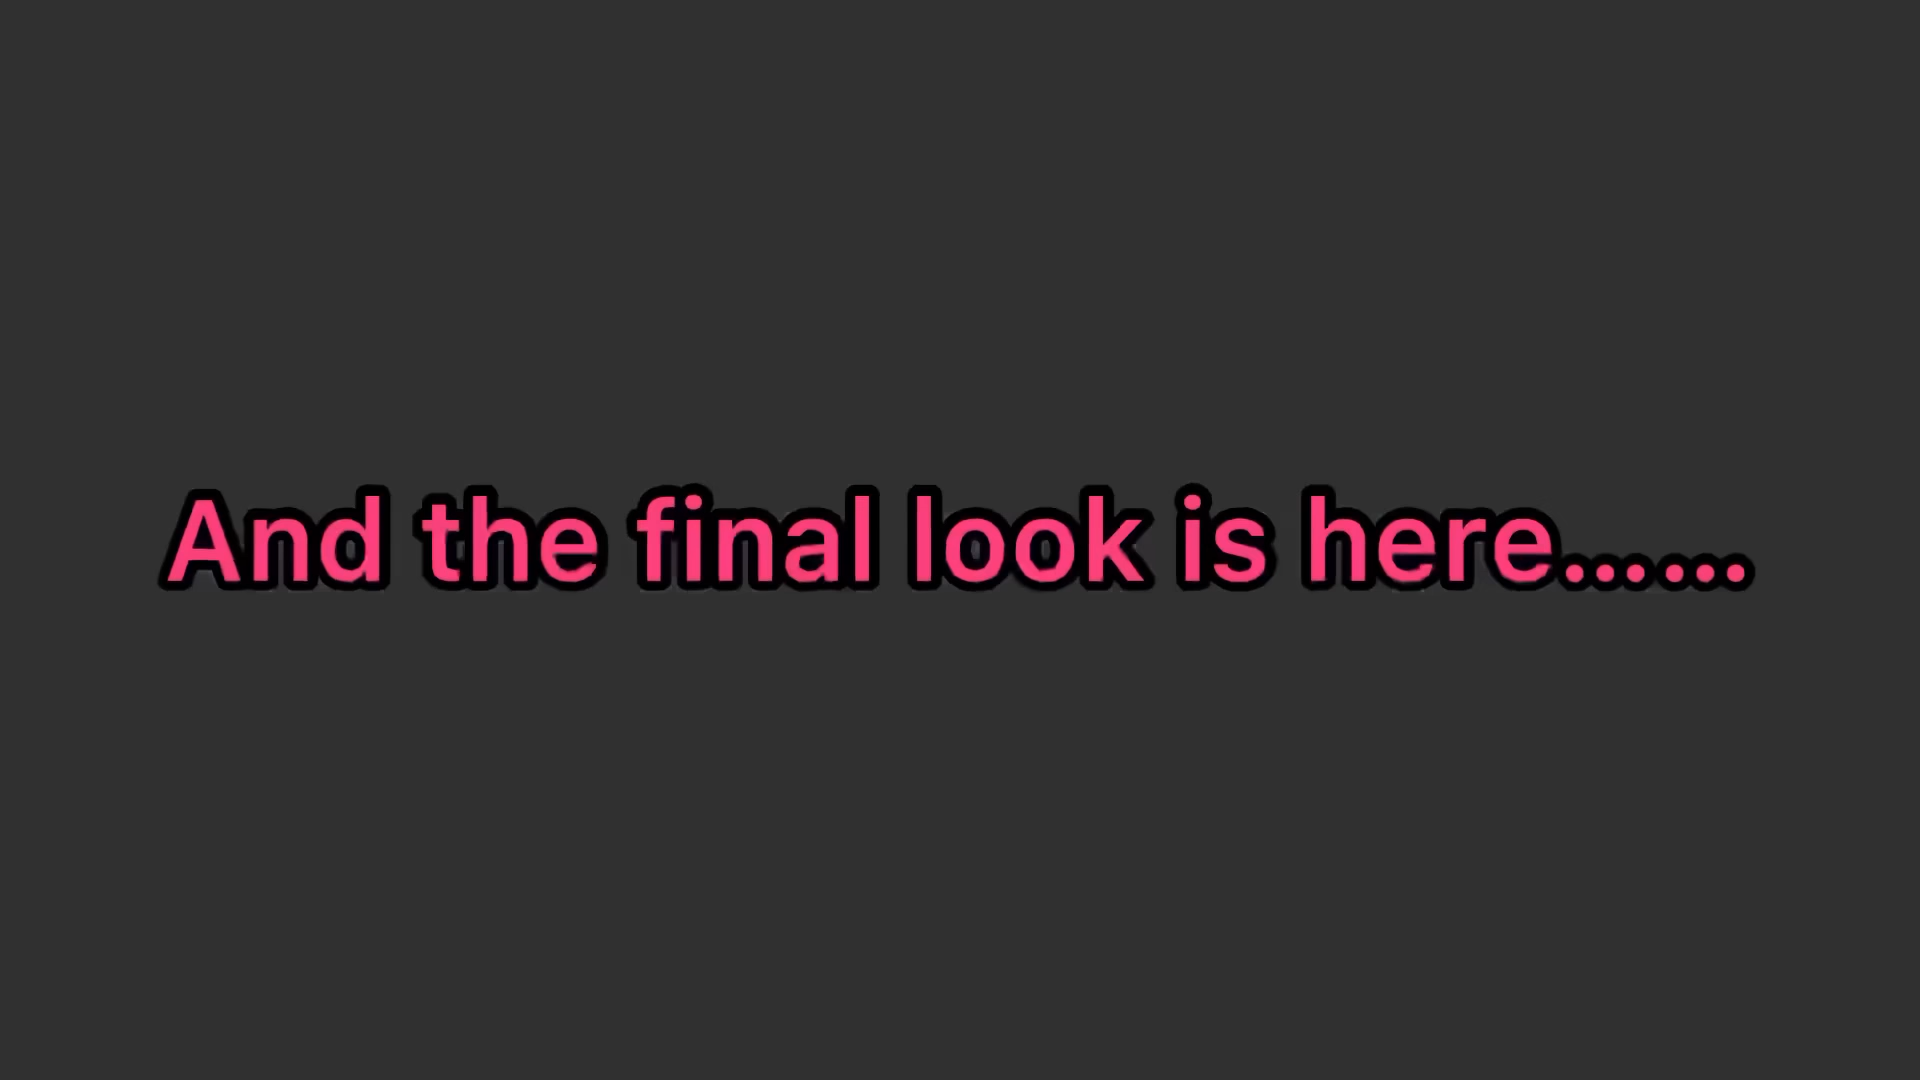 And the final look is here......